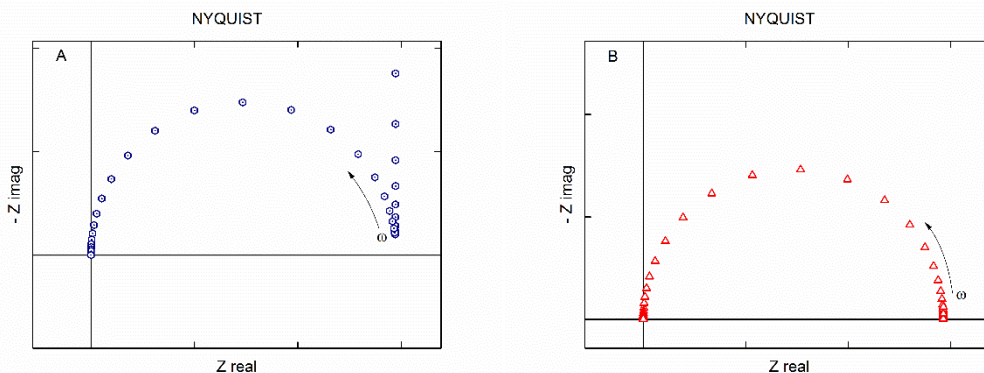 NYQUIST
A
- Z imag
ω
Z real
NYQUIST
B
- Z imag
ω
Z real